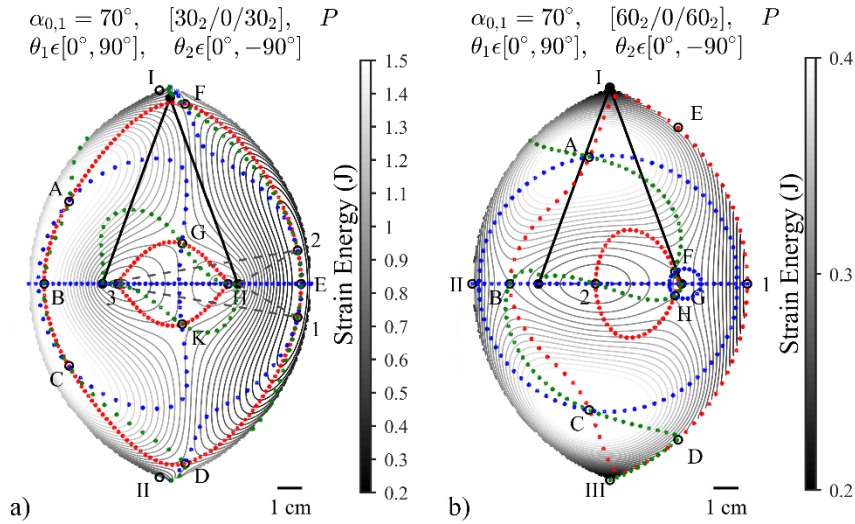 α₀,₁ = 70°, [30₂/0/30₂], P
θ₁ϵ[0°, 90°], θ₂ϵ[0°, −90°]
I
F
A
G
2
B
3
H
E
K
1
C
D
II
a)
1 cm
1.5
1.4
1.3
1.2
1.1
1.0
0.9
0.8
0.7
0.6
0.5
0.4
0.3
0.2
Strain Energy (J)
α₀,₁ = 70°, [60₂/0/60₂], P
θ₁ϵ[0°, 90°], θ₂ϵ[0°, −90°]
I
E
A
F
II
B
2
G
1
H
C
D
III
b)
1 cm
0.4
0.3
0.2
Strain Energy (J)